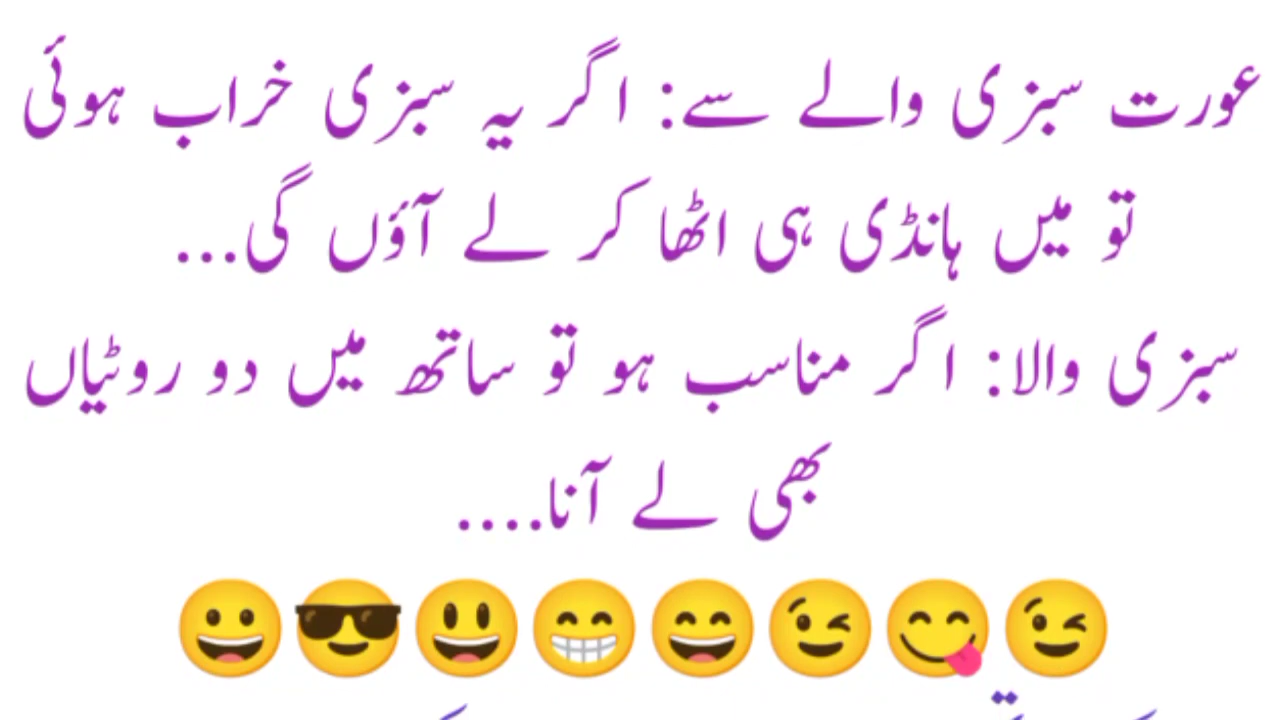 عورت سبزی والے سے: اگر یہ سبزی خراب ہوئی
تو میں ہانڈی ہی اٹھا کر لے آؤں گی...
سبزی والا: اگر مناسب ہو تو ساتھ میں دو روٹیاں
بھی لے آنا....
😀😎😃😁😄😉😋😉